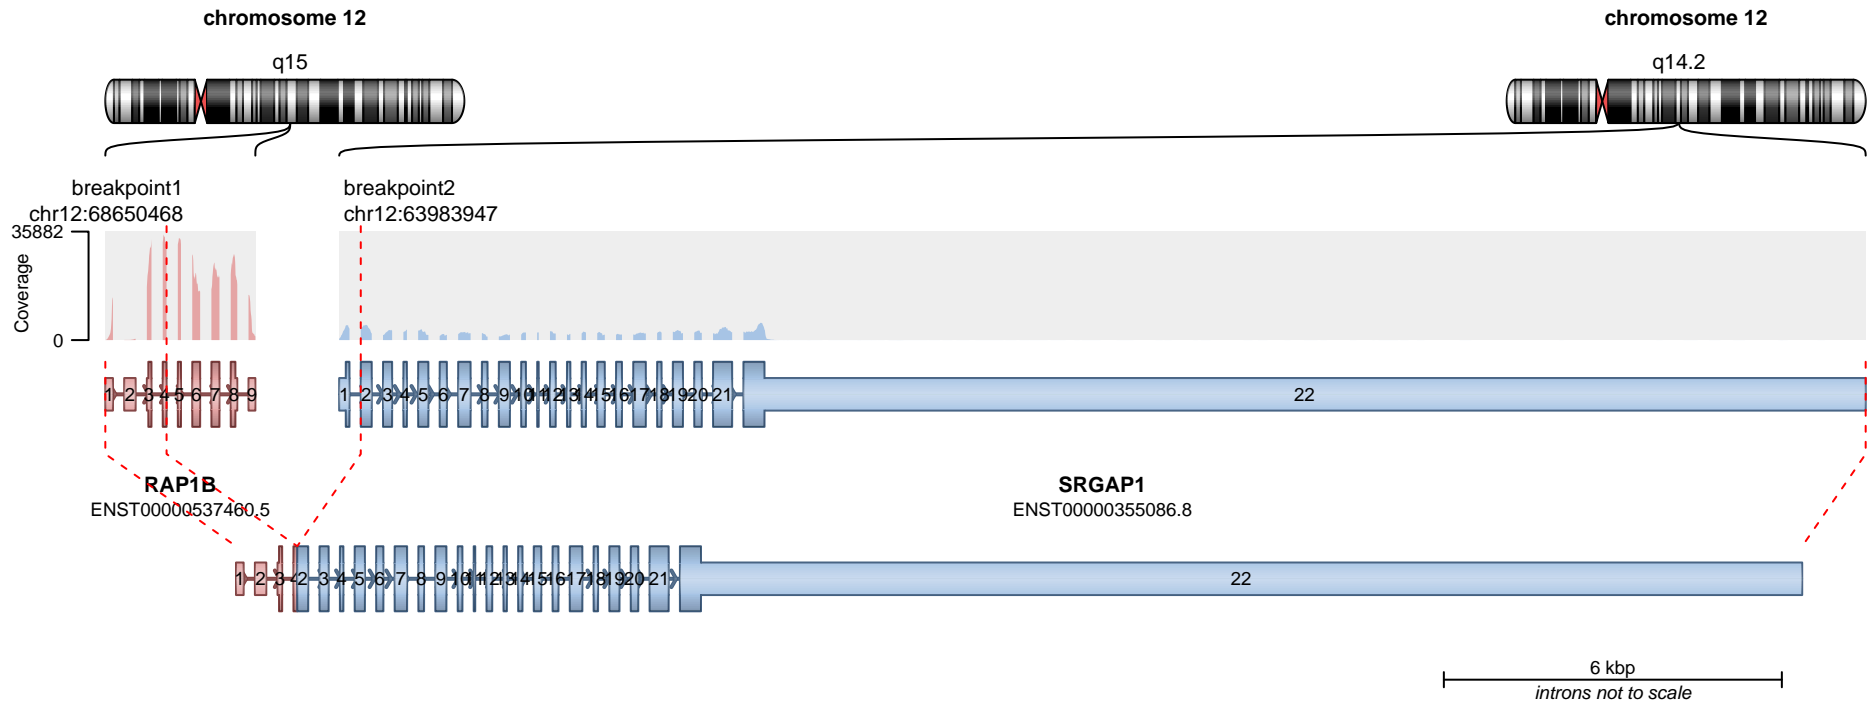 chromosome 12
chromosome 12
q15
q14.2
breakpoint1
chr12:68650468
breakpoint2
chr12:63983947
35882
Coverage
0
1 2 3 4 5 6 7 8 9
1 2 3 4 5 6 7 8 9 10 11 12 13 14 15 16 17 18 19 20 21 22
RAP1B
ENST00000537460.5
SRGAP1
ENST00000355086.8
1 2 3 4 2 3 4 5 6 7 8 9 10 11 12 13 14 15 16 17 18 19 20 21 22
6 kbp
introns not to scale